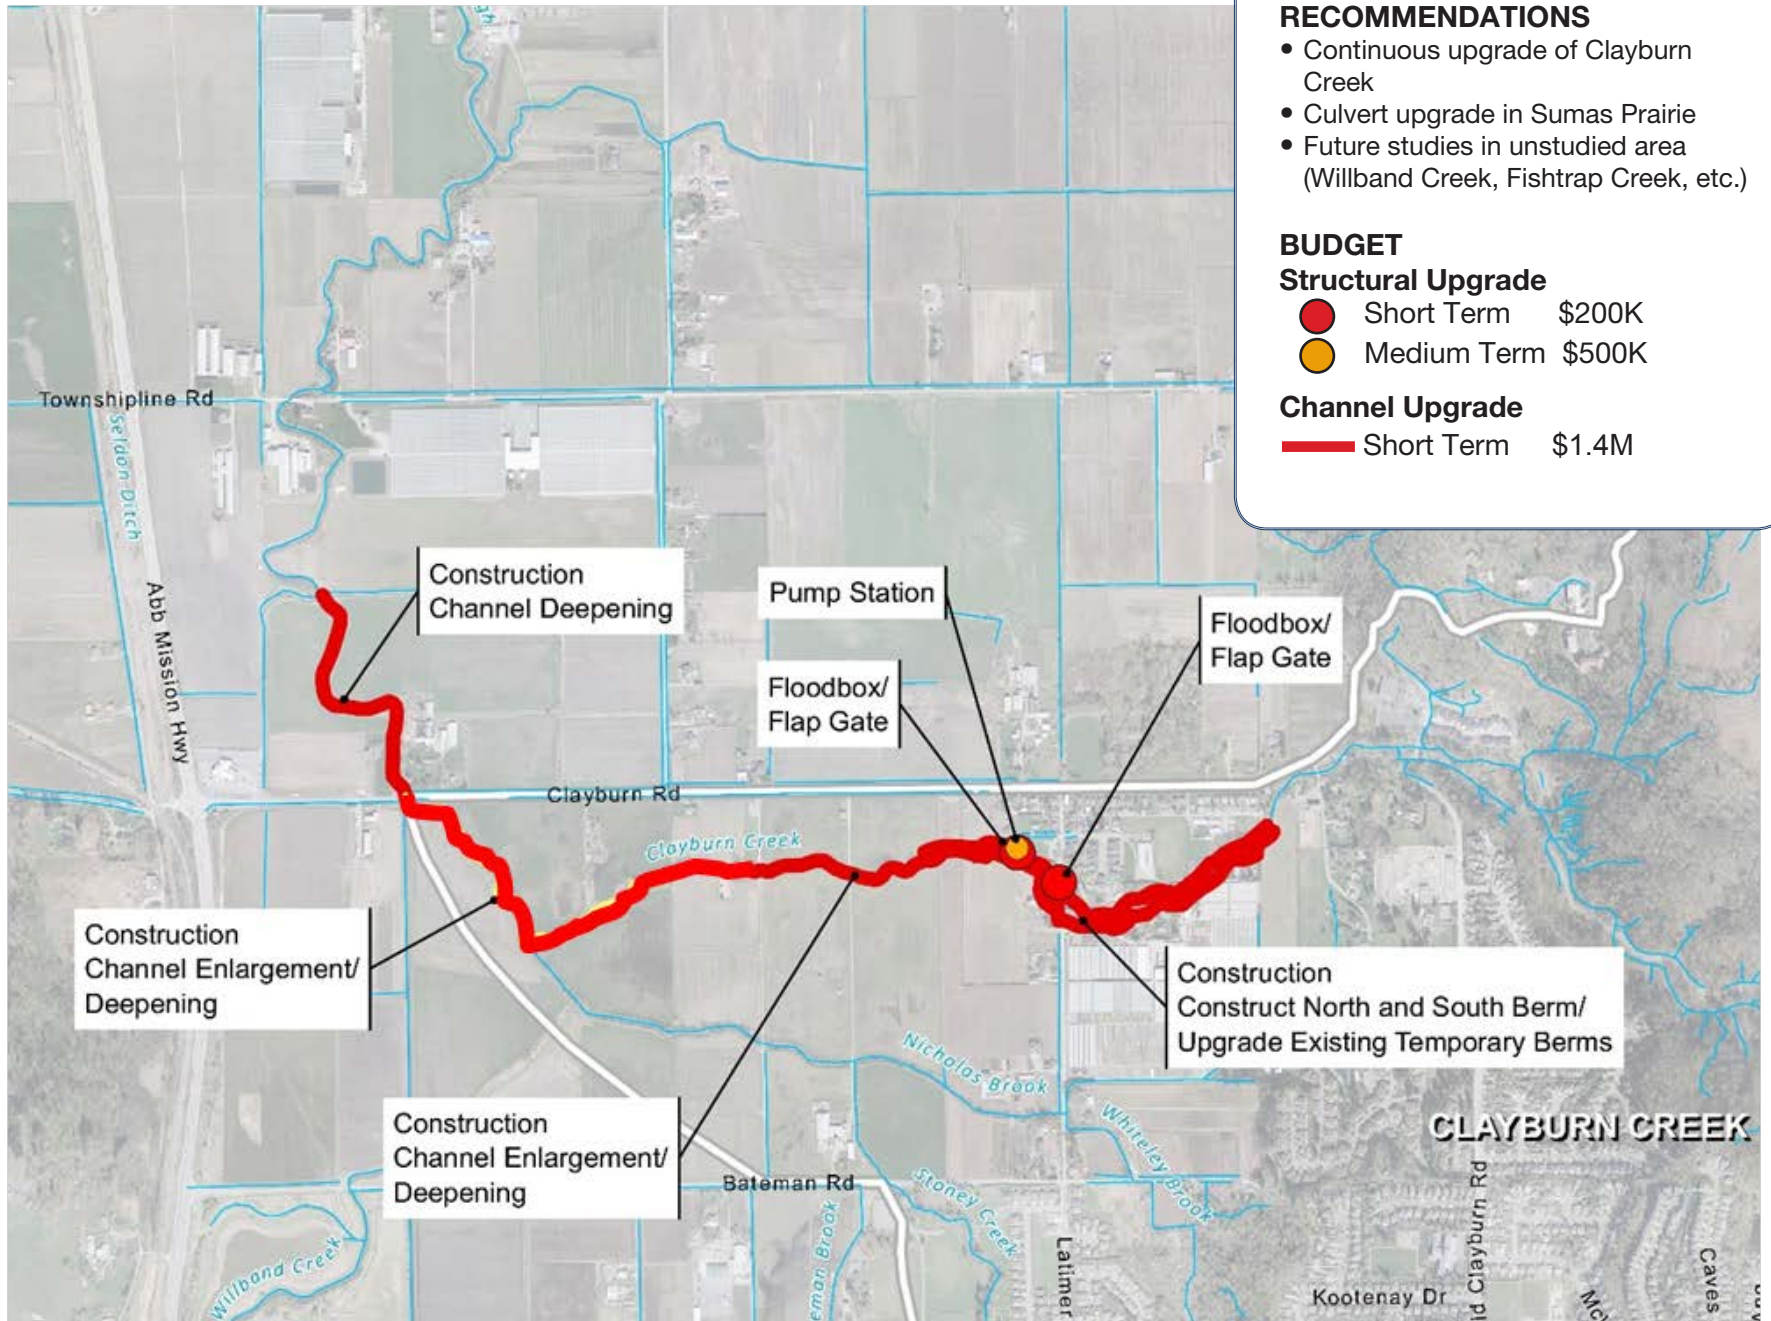 RECOMMENDATIONS
• Continuous upgrade of Clayburn
Creek
• Culvert upgrade in Sumas Prairie
• Future studies in unstudied area
(Willband Creek, Fishtrap Creek, etc.)
BUDGET
Structural Upgrade
Short Term $200K
Medium Term $500K
Channel Upgrade
Short Term $1.4M
Townshipline Rd
Seldon Ditch
Abb Mission Hwy
Construction
Channel Deepening
Pump Station
Floodbox/
Flap Gate
Floodbox/
Flap Gate
Clayburn Rd
Clayburn Creek
Construction
Channel Enlargement/
Deepening
Construction
Construct North and South Berm/
Upgrade Existing Temporary Berms
Nicholas Brook
Whiteley Brook
CLAYBURN CREEK
Construction
Channel Enlargement/
Deepening
Bateman Rd
Stoney Creek
eman Brook
Willband Creek
Latimer
Kootenay Dr
ld Clayburn Rd
Caves